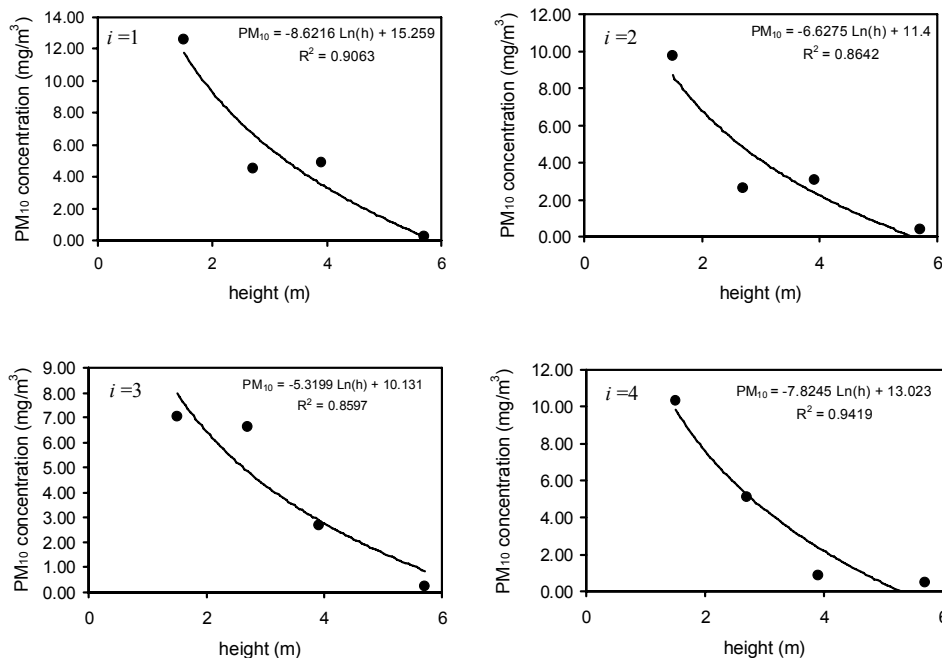 i =1
PM₁₀ = -8.6216 Ln(h) + 15.259
R² = 0.9063
PM₁₀ concentration (mg/m³)
14.00
12.00
10.00
8.00
6.00
4.00
2.00
0.00
0 2 4 6
height (m)
i =2
PM₁₀ = -6.6275 Ln(h) + 11.4
R² = 0.8642
PM₁₀ concentration (mg/m³)
12.00
10.00
8.00
6.00
4.00
2.00
0.00
0 2 4 6
height (m)
i =3
PM₁₀ = -5.3199 Ln(h) + 10.131
R² = 0.8597
PM₁₀ concentration (mg/m³)
9.00
8.00
7.00
6.00
5.00
4.00
3.00
2.00
1.00
0.00
0 2 4 6
height (m)
i =4
PM₁₀ = -7.8245 Ln(h) + 13.023
R² = 0.9419
PM₁₀ concentration (mg/m³)
12.00
10.00
8.00
6.00
4.00
2.00
0.00
0 2 4 6
height (m)